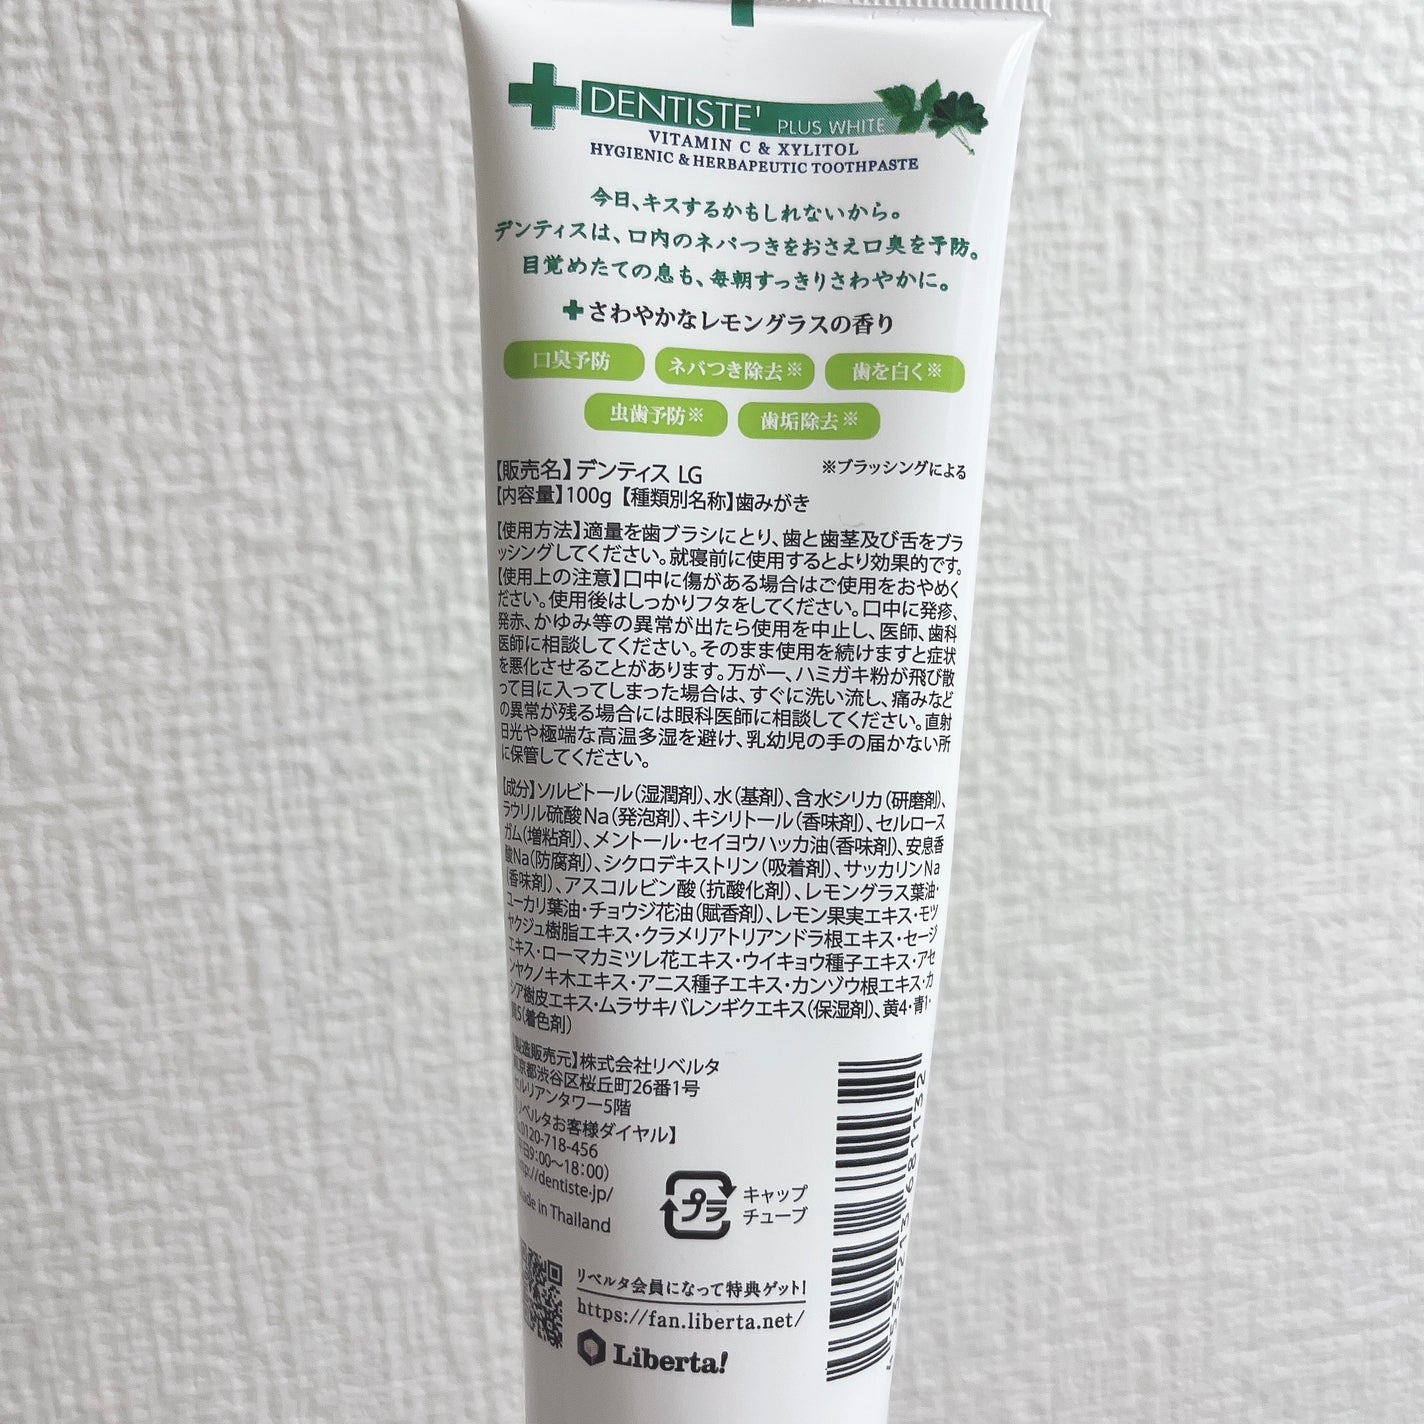 DENTISTE' PLUS WHITE
VITAMIN C & XYLITOL
HYGIENIC & HERBAPEUTIC TOOTHPASTE
今日、キスするかもしれないから。
デンティスは、口内のネバつきをおさえ口臭を予防。
目覚めたての息も、毎朝すっきりさわやかに。
さわやかなレモングラスの香り
口臭予防 ネバつき除去※ 歯を白く※
虫歯予防※ 歯垢除去※
※ブラッシングによる
【販売名】デンティス LG
【内容量】100g【種類別名称】歯みがき
【使用方法】適量を歯ブラシにとり、歯と歯茎及び舌をブラ
ッシングしてください。就寝前に使用するとより効果的です。
【使用上の注意】口中に傷がある場合はご使用をおやめく
ださい。使用後はしっかりフタをしてください。口中に発疹、
発赤、かゆみ等の異常が出たら使用を中止し、医師、歯科
医師に相談してください。そのまま使用を続けますと症状
を悪化させることがあります。万が一、ハミガキ粉が飛び散
って目に入ってしまった場合は、すぐに洗い流し、痛みなど
の異常が残る場合には眼科医師に相談してください。直射
日光や極端な高温多湿を避け、乳幼児の手の届かない所
に保管してください。
【成分】ソルビトール(湿潤剤)、水(基剤)、含水シリカ(研磨剤)、
ラウリル硫酸Na(発泡剤)、キシリトール(香味剤)、セルロース
ガム(増粘剤)、メントール・セイヨウハッカ油(香味剤)、安息香
酸Na(防腐剤)、シクロデキストリン(吸着剤)、サッカリンNa
(香味剤)、アスコルビン酸(抗酸化剤)、レモングラス葉油・
ユーカリ葉油・チョウジ花油(賦香剤)、レモン果実エキス・モツ
ヤクジュ樹脂エキス・クラメリアトリアンドラ根エキス・セージ
エキス・ローマカミツレ花エキス・ウイキョウ種子エキス・アセ
ンヤクノキ木エキス・アニス種子エキス・カンゾウ根エキス・カ
シア樹皮エキス・ムラサキバレンギクエキス(保湿剤)、黄4・青1・
黄5(着色剤)
製造販売元】株式会社リベルタ
東京都渋谷区桜丘町26番1号
セルリアンタワー5階
リベルタお客様ダイヤル】
0120-718-456
日9:00〜18:00)
http://dentiste-jp/
Made in Thailand
プラ
キャップ
チューブ
リベルタ会員になって特典ゲット!
https://fan.liberta.net/
Liberta!